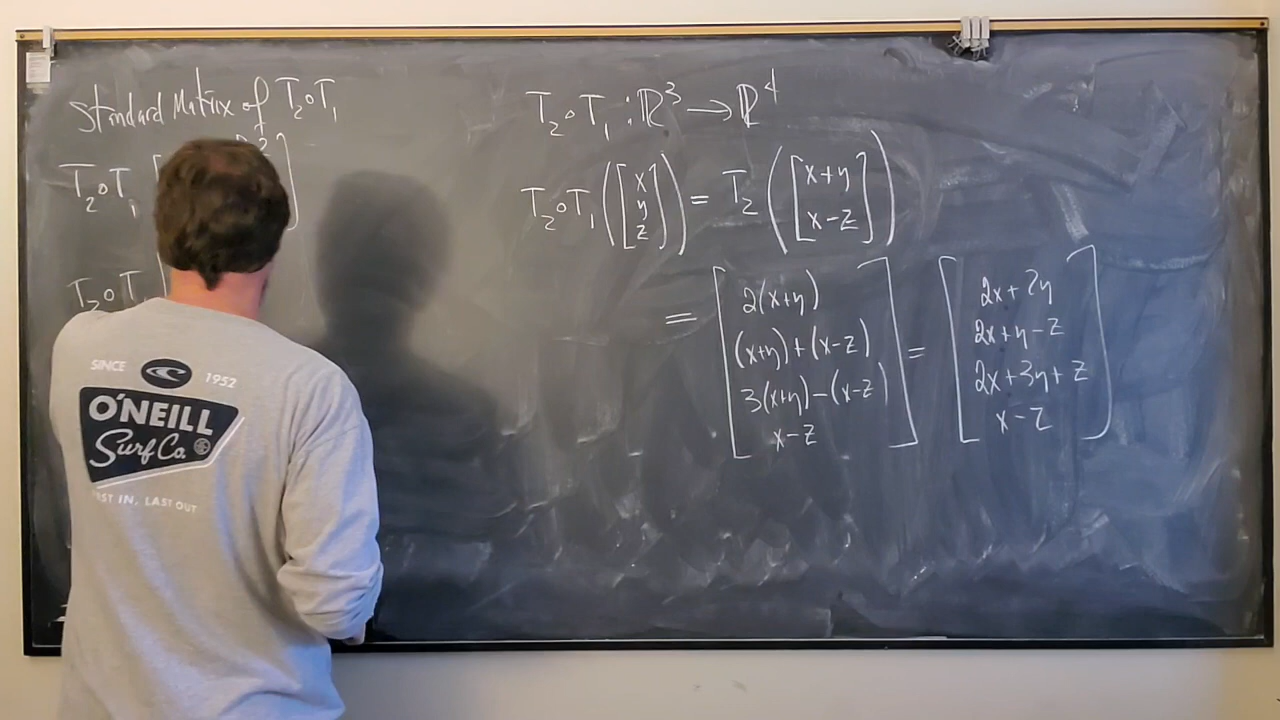 Standard Matrix of T₂∘T₁
T₂∘T₁
2
T₂∘T₁
T₂∘T₁ : ℝ³ → ℝ⁴
T₂∘T₁([x y z]) = T₂([x+y x-z])
= [2(x+y) (x+y)+(x-z) 3(x+y)-(x-z) x-z] = [2x+2y 2x+y-z 2x+3y+z x-z]
SINCE 1952
O'NEILL
Surf Co.
LAST OUT